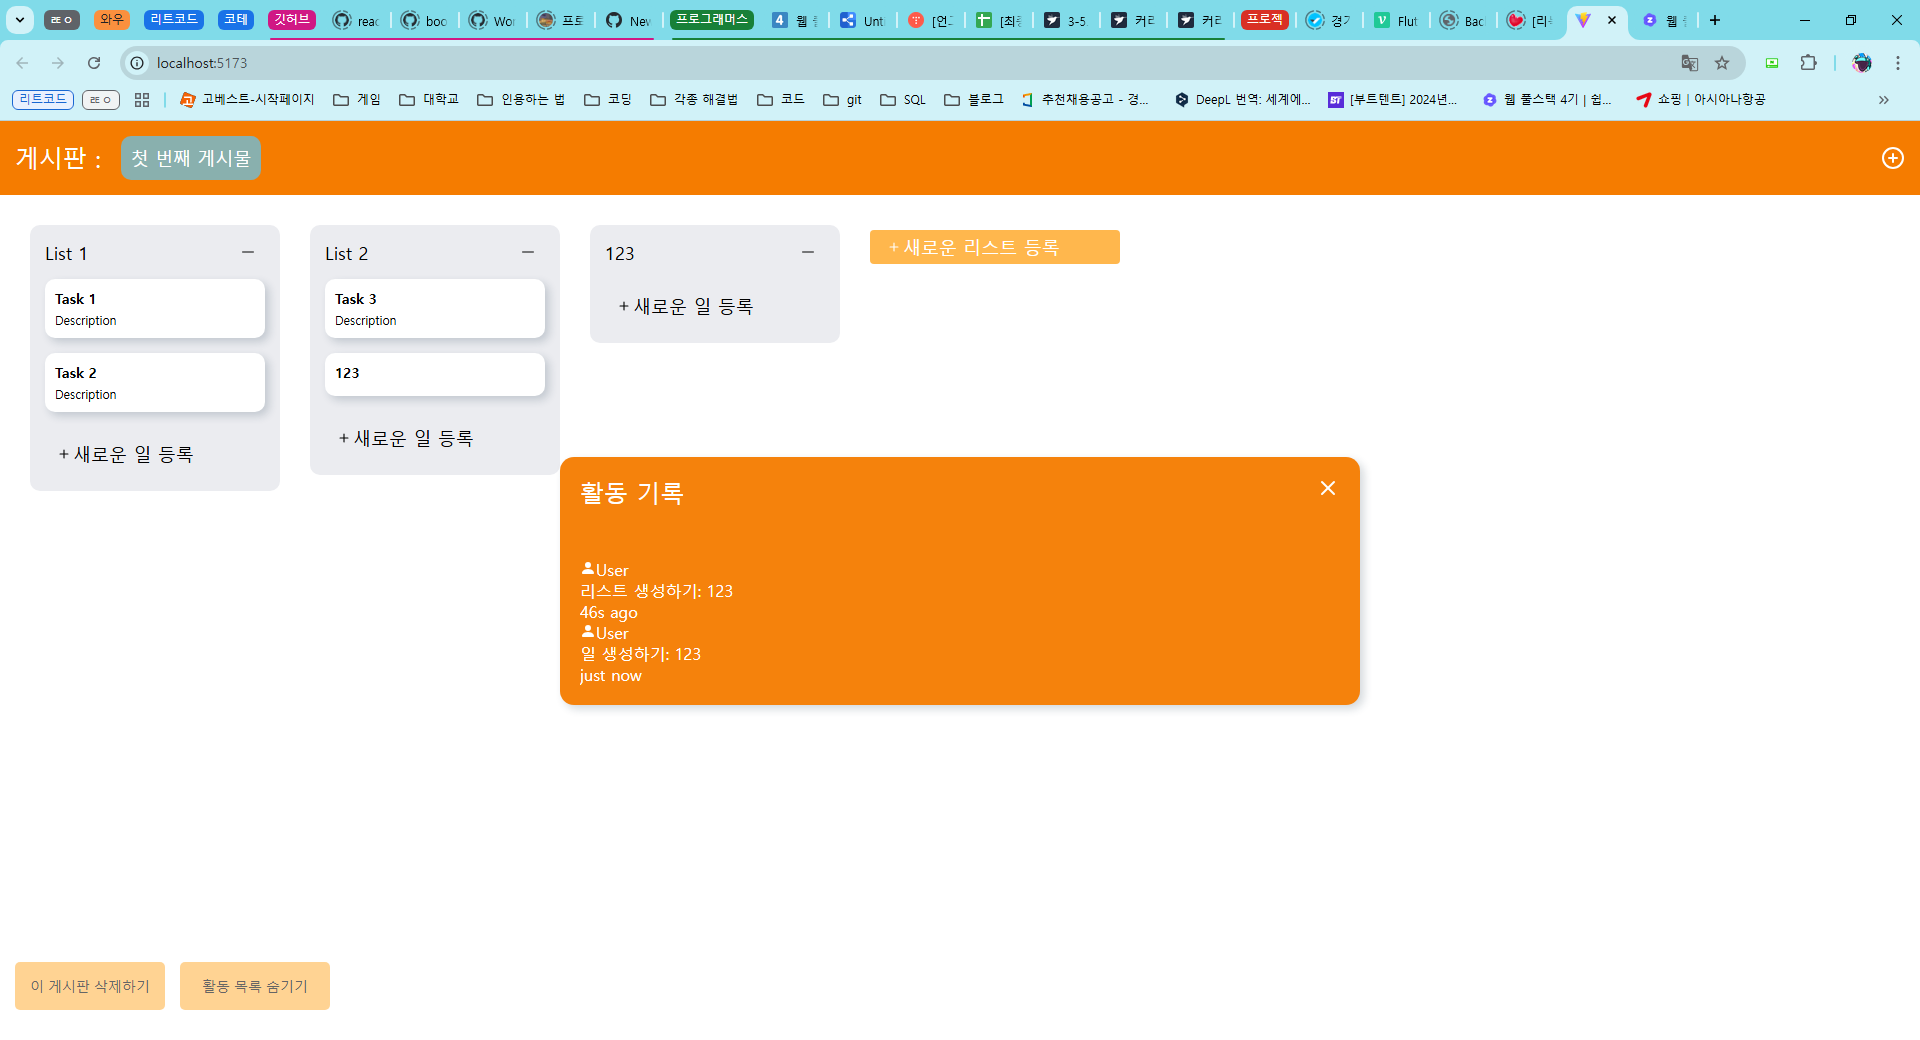 ㄹㅇ 와우 리트코드 코테 깃허브 reac boo Wor 프로 New 프로그래머스 4 웹 Unti [언 [최 3-5 커리 커리 프로젝 경기 Flut Bac [리 웹
localhost:5173
리트코드 ㄹㅇ 고베스트-시작페이지 게임 대학교 인용하는 법 코딩 각종 해결법 코드 git SQL 블로그 추천채용공고 - 경... DeepL 번역: 세계에... [부트텐트] 2024년... 웹 풀스택 4기 | 쉽... 쇼핑 | 아시아나항공
게시판 : 첫 번째 게시물
List 1
Task 1
Description
Task 2
Description
+ 새로운 일 등록
List 2
Task 3
Description
123
+ 새로운 일 등록
123
+ 새로운 일 등록
+ 새로운 리스트 등록
활동 기록
User
리스트 생성하기: 123
46s ago
User
일 생성하기: 123
just now
이 게시판 삭제하기 활동 목록 숨기기